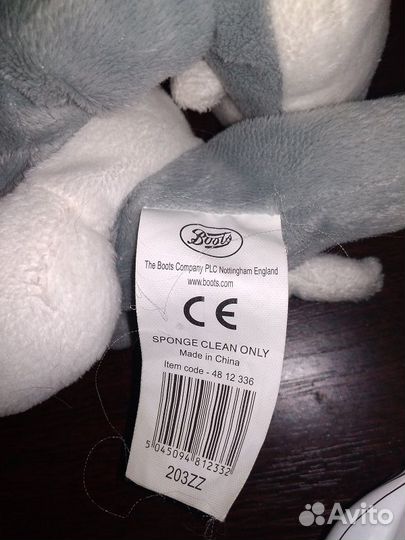 Boots
The Boots Company PLC Nottingham England
www.boots.com
CE
SPONGE CLEAN ONLY
Made in China
Item code - 48 12 336
5 045094 812332
203ZZ
Avito